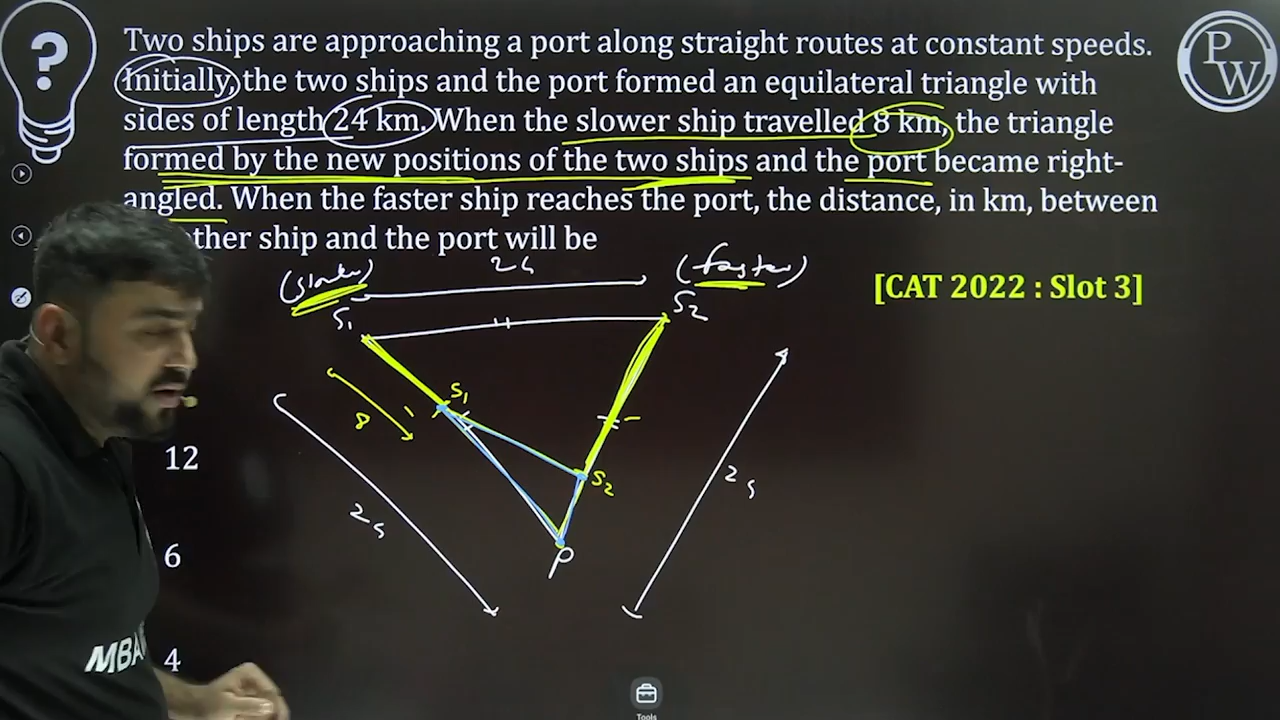 Two ships are approaching a port along straight routes at constant speeds.
Initially, the two ships and the port formed an equilateral triangle with
sides of length 24 km. When the slower ship travelled 8 km, the triangle
formed by the new positions of the two ships and the port became right-
angled. When the faster ship reaches the port, the distance, in km, between
ther ship and the port will be
PW
[CAT 2022 : Slot 3]
(faster)
S1
S2
S1
8
S2
P
12
6
4
MBA
Tools